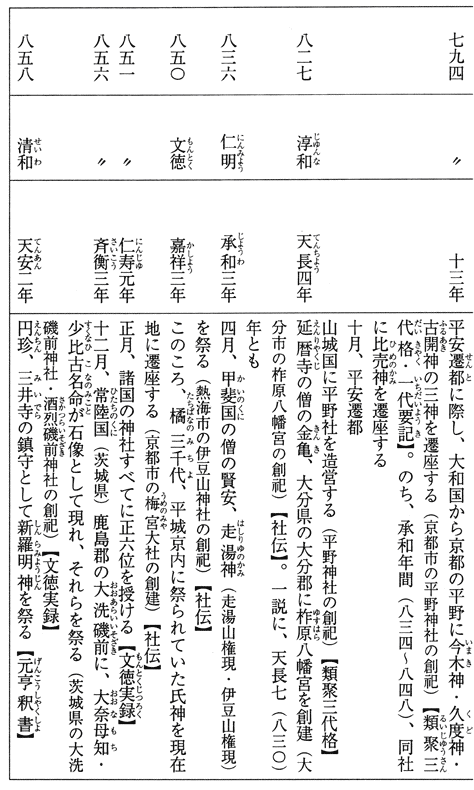 七九四 〃 十三年 平安遷都に際し、大和国から京都の平野に今木神・久度神・
古開神の三神を遷座する（京都市の平野神社の創祀）【類聚三
代格・代要記】。のち、承和年間（八三四〜八四八）、同社
に比売神を遷座する
十月、平安遷都
山城国に平野社を造営する（平野神社の創祀）【類聚三代格】
八二七 淳和 天長四年 延暦寺の僧の金亀、大分県の大分郡に柞原八幡宮を創建（大
分市の柞原八幡宮の創祀）【社伝】。一説に、天長七（八三〇）
年とも
八三六 仁明 承和三年 四月、甲斐国の僧の賢安、走湯神（走湯山権現・伊豆山権現）
を祭る（熱海市の伊豆山神社の創祀）【社伝】
八五〇 文徳 嘉祥三年 このころ、橘三千代、平城京内に祭られていた氏神を現在
地に遷座する（京都市の梅宮大社の創建）【社伝】
八五一 〃 仁寿元年 正月、諸国の神社すべてに正六位を授ける【文徳実録】
八五六 〃 斉衡三年 十二月、常陸国（茨城県）鹿島郡の大洗磯前に、大奈母知・
少比古名命が石像として現れ、それらを祭る（茨城県の大洗
磯前神社・酒烈磯前神社の創祀）【文徳実録】
八五八 清和 天安二年 円珍、三井寺の鎮守として新羅明神を祭る【元亨釈書】